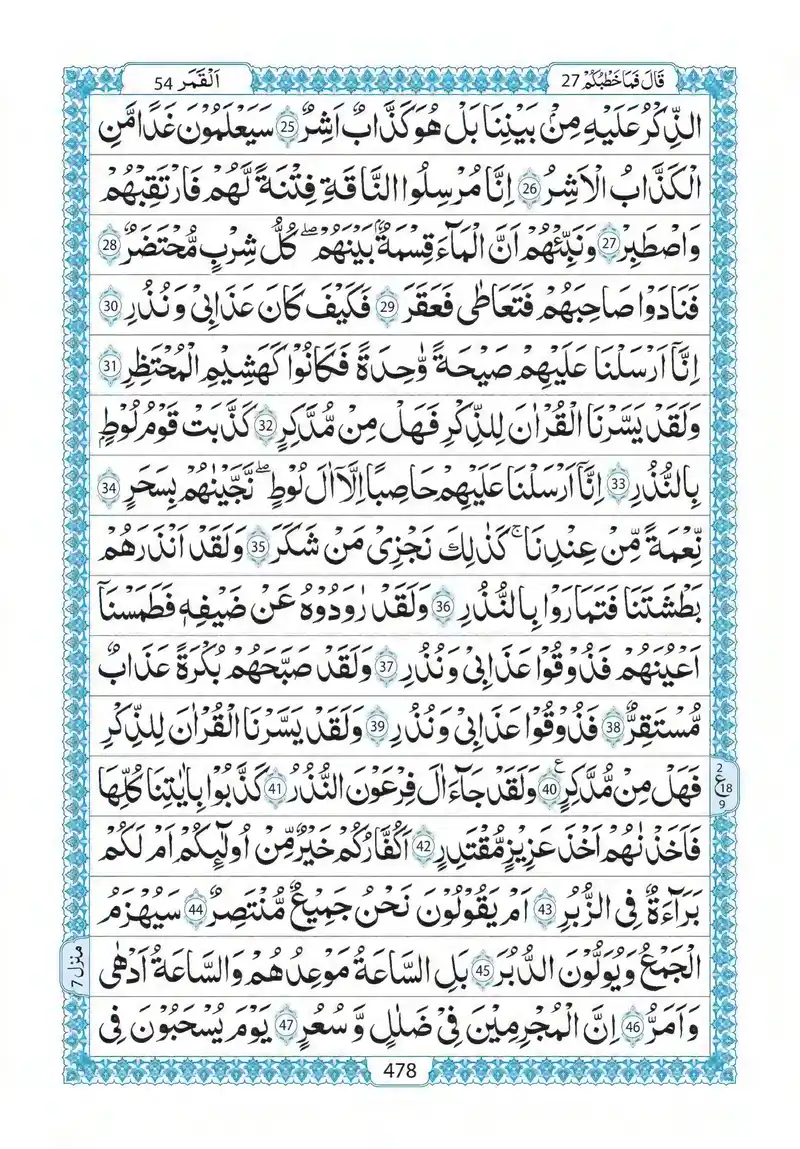 قَالَ فَمَا خَطْبُكُمْ 27
اَلْقَمَر 54
الذِّكْرُ عَلَيْهِ مِنْۢ بَيْنِنَا بَلْ هُوَ كَذَّابٌ اَشِرٌ 25 سَيَعْلَمُوْنَ غَدًا مَّنِ
الْكَذَّابُ الْاَشِرُ 26 اِنَّا مُرْسِلُوا النَّاقَةِ فِتْنَةً لَّهُمْ فَارْتَقِبْهُمْ
وَاصْطَبِرْ 27 وَنَبِّئْهُمْ اَنَّ الْمَآءَ قِسْمَةٌۢ بَيْنَهُمْ ۖ كُلُّ شِرْبٍ مُّحْتَضَرٌ 28
فَنَادَوْا صَاحِبَهُمْ فَتَعَاطٰى فَعَقَرَ 29 فَكَيْفَ كَانَ عَذَابِيْ وَنُذُرِ 30
اِنَّآ اَرْسَلْنَا عَلَيْهِمْ صَيْحَةً وَّاحِدَةً فَكَانُوْا كَهَشِيْمِ الْمُحْتَظِرِ 31
وَلَقَدْ يَسَّرْنَا الْقُرْاٰنَ لِلذِّكْرِ فَهَلْ مِنْ مُّدَّكِرٍ 32 كَذَّبَتْ قَوْمُ لُوْطٍۭ
بِالنُّذُرِ 33 اِنَّآ اَرْسَلْنَا عَلَيْهِمْ حَاصِبًا اِلَّآ اٰلَ لُوْطٍ ۖ نَّجَّيْنٰهُمْ بِسَحَرٍ 34
نِّعْمَةً مِّنْ عِنْدِنَا ۚ كَذٰلِكَ نَجْزِيْ مَنْ شَكَرَ 35 وَلَقَدْ اَنْذَرَهُمْ
بَطْشَتَنَا فَتَمَارَوْا بِالنُّذُرِ 36 وَلَقَدْ رٰوَدُوْهُ عَنْ ضَيْفِهٖ فَطَمَسْنَآ
اَعْيُنَهُمْ فَذُوْقُوْا عَذَابِيْ وَنُذُرِ 37 وَلَقَدْ صَبَّحَهُمْ بُكْرَةً عَذَابٌ
مُّسْتَقِرٌّ 38 فَذُوْقُوْا عَذَابِيْ وَنُذُرِ 39 وَلَقَدْ يَسَّرْنَا الْقُرْاٰنَ لِلذِّكْرِ
فَهَلْ مِنْ مُّدَّكِرٍ 40 ع وَلَقَدْ جَآءَ اٰلَ فِرْعَوْنَ النُّذُرُ 41 كَذَّبُوْا بِاٰيٰتِنَا كُلِّهَا
2 ع 18 9
فَاَخَذْنٰهُمْ اَخْذَ عَزِيْزٍ مُّقْتَدِرٍ 42 اَكُفَّارُكُمْ خَيْرٌ مِّنْ اُولٰٓئِكُمْ اَمْ لَكُمْ
بَرَآءَةٌ فِي الزُّبُرِ 43 اَمْ يَقُوْلُوْنَ نَحْنُ جَمِيْعٌ مُّنْتَصِرٌ 44 سَيُهْزَمُ
الْجَمْعُ وَيُوَلُّوْنَ الدُّبُرَ 45 بَلِ السَّاعَةُ مَوْعِدُهُمْ وَالسَّاعَةُ اَدْهٰى
منزل 7
وَاَمَرُّ 46 اِنَّ الْمُجْرِمِيْنَ فِيْ ضَلٰلٍ وَّسُعُرٍ 47 يَوْمَ يُسْحَبُوْنَ فِي
478